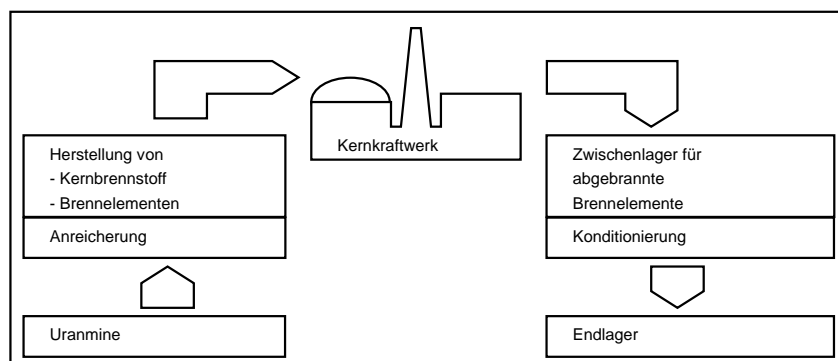 Kernkraftwerk
Herstellung von
- Kernbrennstoff
- Brennelementen
Anreicherung
Uranmine
Zwischenlager für
abgebrannte
Brennelemente
Konditionierung
Endlager